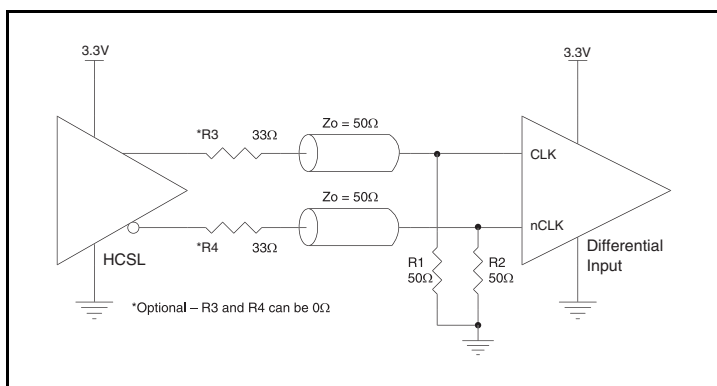 3.3V
3.3V
*R3
33Ω
Zo = 50Ω
CLK
Zo = 50Ω
nCLK
HCSL
*R4
33Ω
R1
50Ω
R2
50Ω
Differential
Input
*Optional – R3 and R4 can be 0Ω